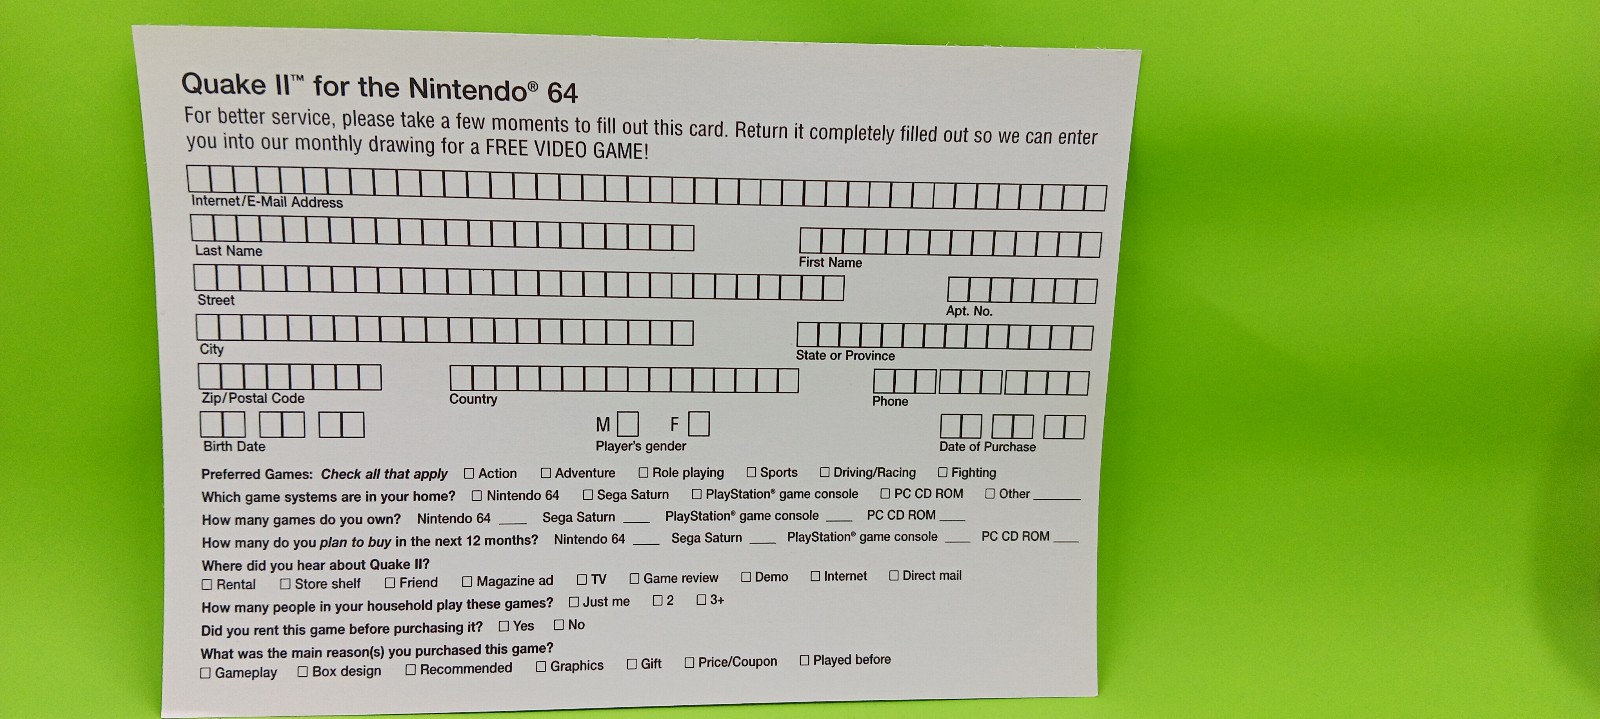 Quake II™ for the Nintendo® 64
For better service, please take a few moments to fill out this card. Return it completely filled out so we can enter
you into our monthly drawing for a FREE VIDEO GAME!
Internet/E-Mail Address
Last Name First Name
Street Apt. No.
City State or Province
Zip/Postal Code Country Phone
M F
Birth Date Player's gender Date of Purchase
Preferred Games: Check all that apply ☐ Action ☐ Adventure ☐ Role playing ☐ Sports ☐ Driving/Racing ☐ Fighting
Which game systems are in your home? ☐ Nintendo 64 ☐ Sega Saturn ☐ PlayStation® game console ☐ PC CD ROM ☐ Other ______
How many games do you own? Nintendo 64 ___ Sega Saturn ___ PlayStation® game console ___ PC CD ROM ___
How many do you plan to buy in the next 12 months? Nintendo 64 ___ Sega Saturn ___ PlayStation® game console ___ PC CD ROM ___
Where did you hear about Quake II?
☐ Rental ☐ Store shelf ☐ Friend ☐ Magazine ad ☐ TV ☐ Game review ☐ Demo ☐ Internet ☐ Direct mail
How many people in your household play these games? ☐ Just me ☐ 2 ☐ 3+
Did you rent this game before purchasing it? ☐ Yes ☐ No
What was the main reason(s) you purchased this game?
☐ Gameplay ☐ Box design ☐ Recommended ☐ Graphics ☐ Gift ☐ Price/Coupon ☐ Played before